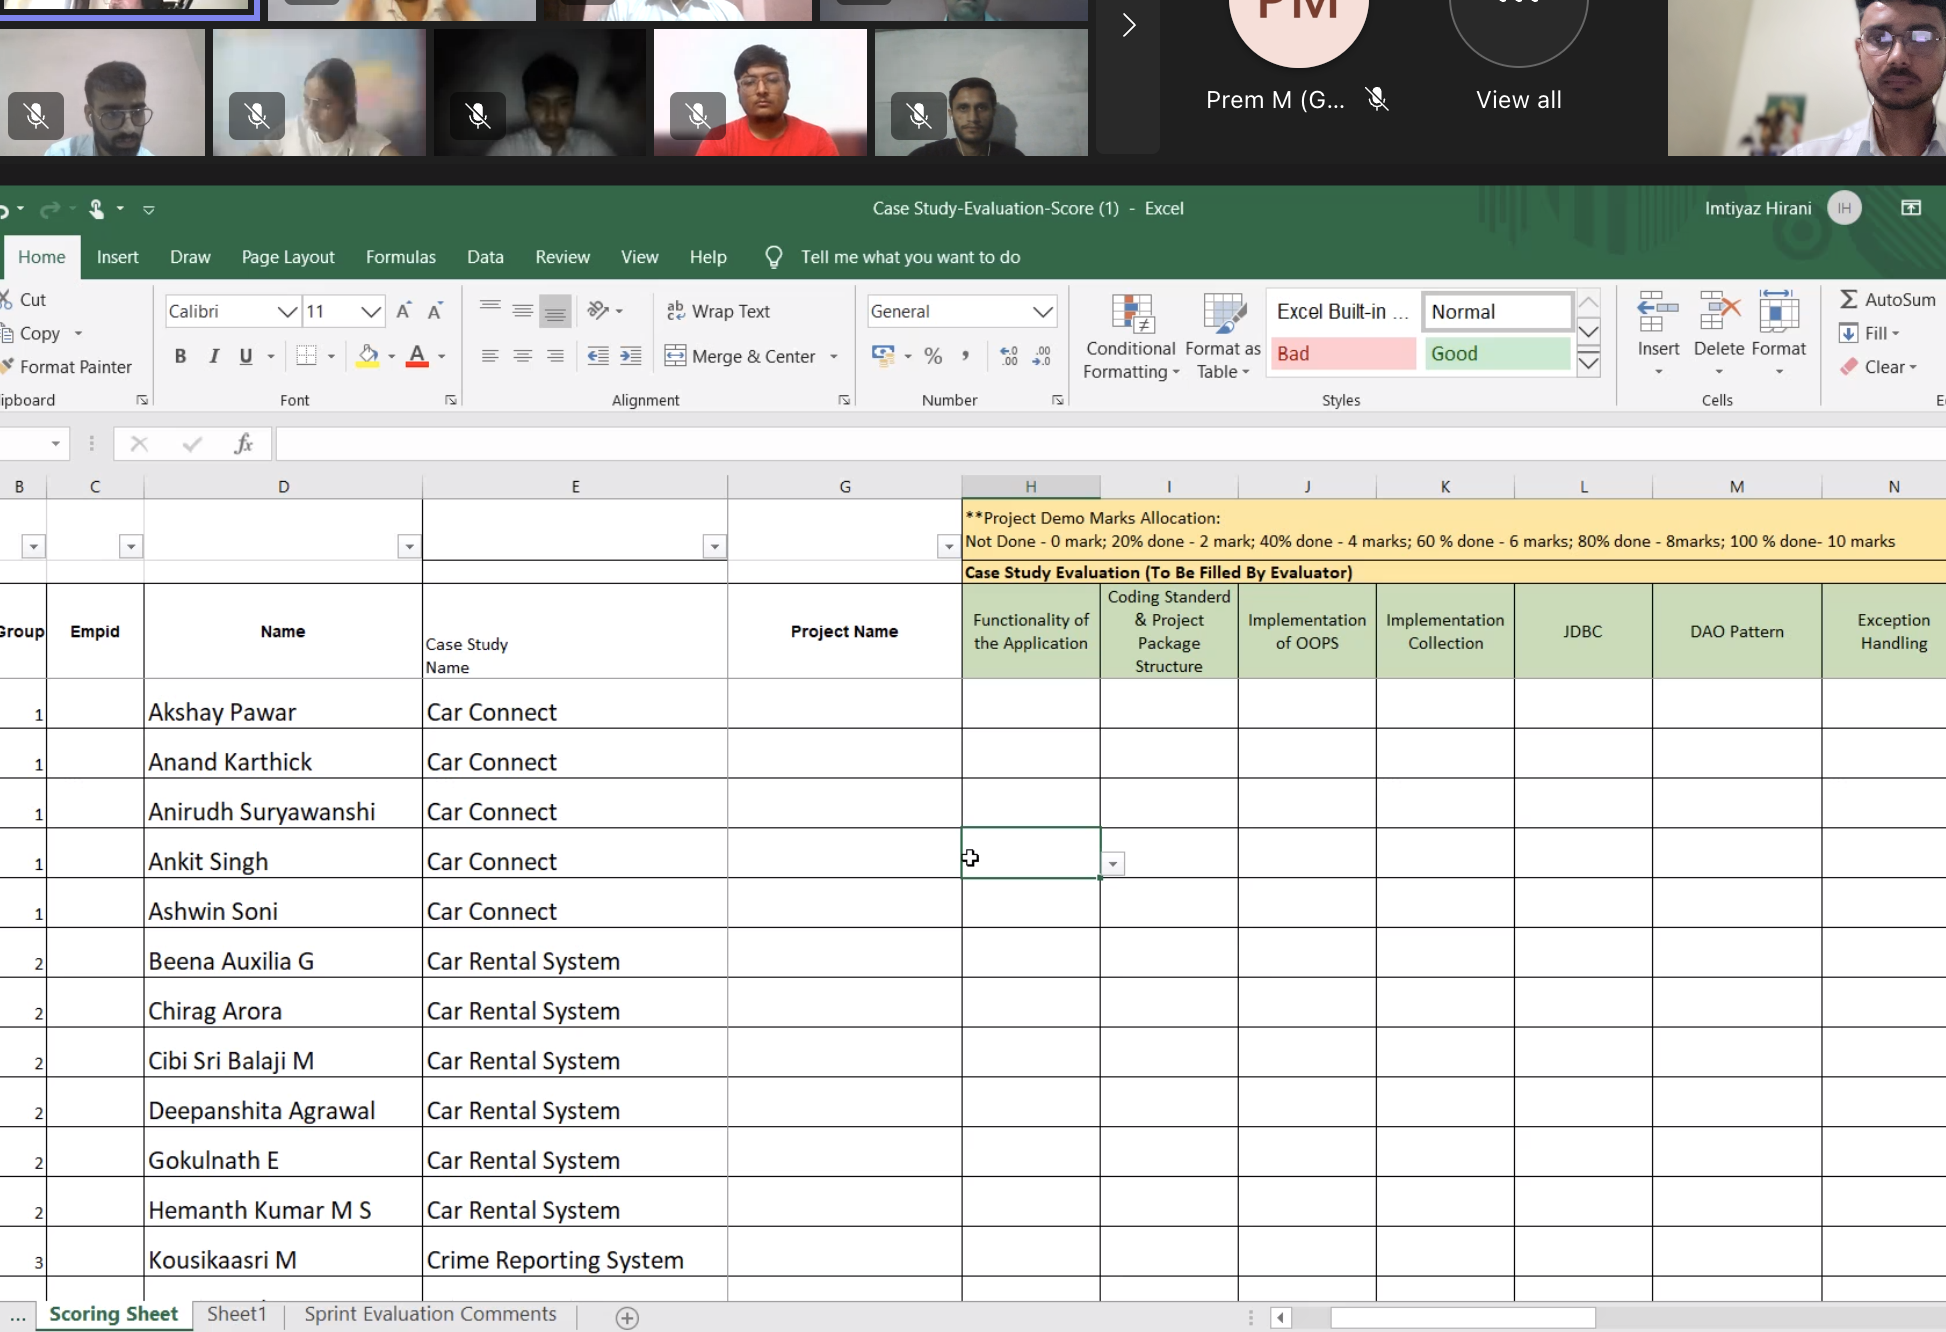 PM
Prem M (G...
View all
Case Study-Evaluation-Score (1) - Excel
Imtiyaz Hirani
IH
Home
Insert
Draw
Page Layout
Formulas
Data
Review
View
Help
Tell me what you want to do
Cut
Copy
Format Painter
ipboard
Calibri
11
B I U
Font
Wrap Text
Merge & Center
Alignment
General
Number
Conditional
Formatting
Format as
Table
Excel Built-in ...
Normal
Bad
Good
Styles
Insert
Delete
Format
Cells
AutoSum
Fill
Clear
fx
B C D E G H I J K L M N
**Project Demo Marks Allocation:
Not Done - 0 mark; 20% done - 2 mark; 40% done - 4 marks; 60 % done - 6 marks; 80% done - 8marks; 100 % done- 10 marks
Case Study Evaluation (To Be Filled By Evaluator)
Group
Empid
Name
Case Study
Name
Project Name
Functionality of
the Application
Coding Standerd
& Project
Package
Structure
Implementation
of OOPS
Implementation
Collection
JDBC
DAO Pattern
Exception
Handling
1 Akshay Pawar Car Connect
1 Anand Karthick Car Connect
1 Anirudh Suryawanshi Car Connect
1 Ankit Singh Car Connect
1 Ashwin Soni Car Connect
2 Beena Auxilia G Car Rental System
2 Chirag Arora Car Rental System
2 Cibi Sri Balaji M Car Rental System
2 Deepanshita Agrawal Car Rental System
2 Gokulnath E Car Rental System
2 Hemanth Kumar M S Car Rental System
3 Kousikaasri M Crime Reporting System
... Scoring Sheet Sheet1 Sprint Evaluation Comments